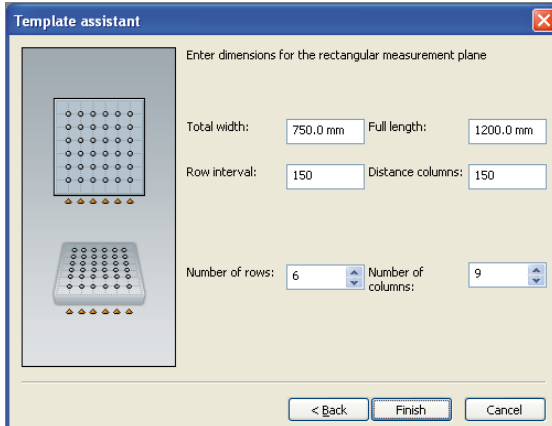 Template assistant
Enter dimensions for the rectangular measurement plane
Total width: 750.0 mm Full length: 1200.0 mm
Row interval: 150 Distance columns: 150
Number of rows: 6 Number of columns: 9
< Back Finish Cancel